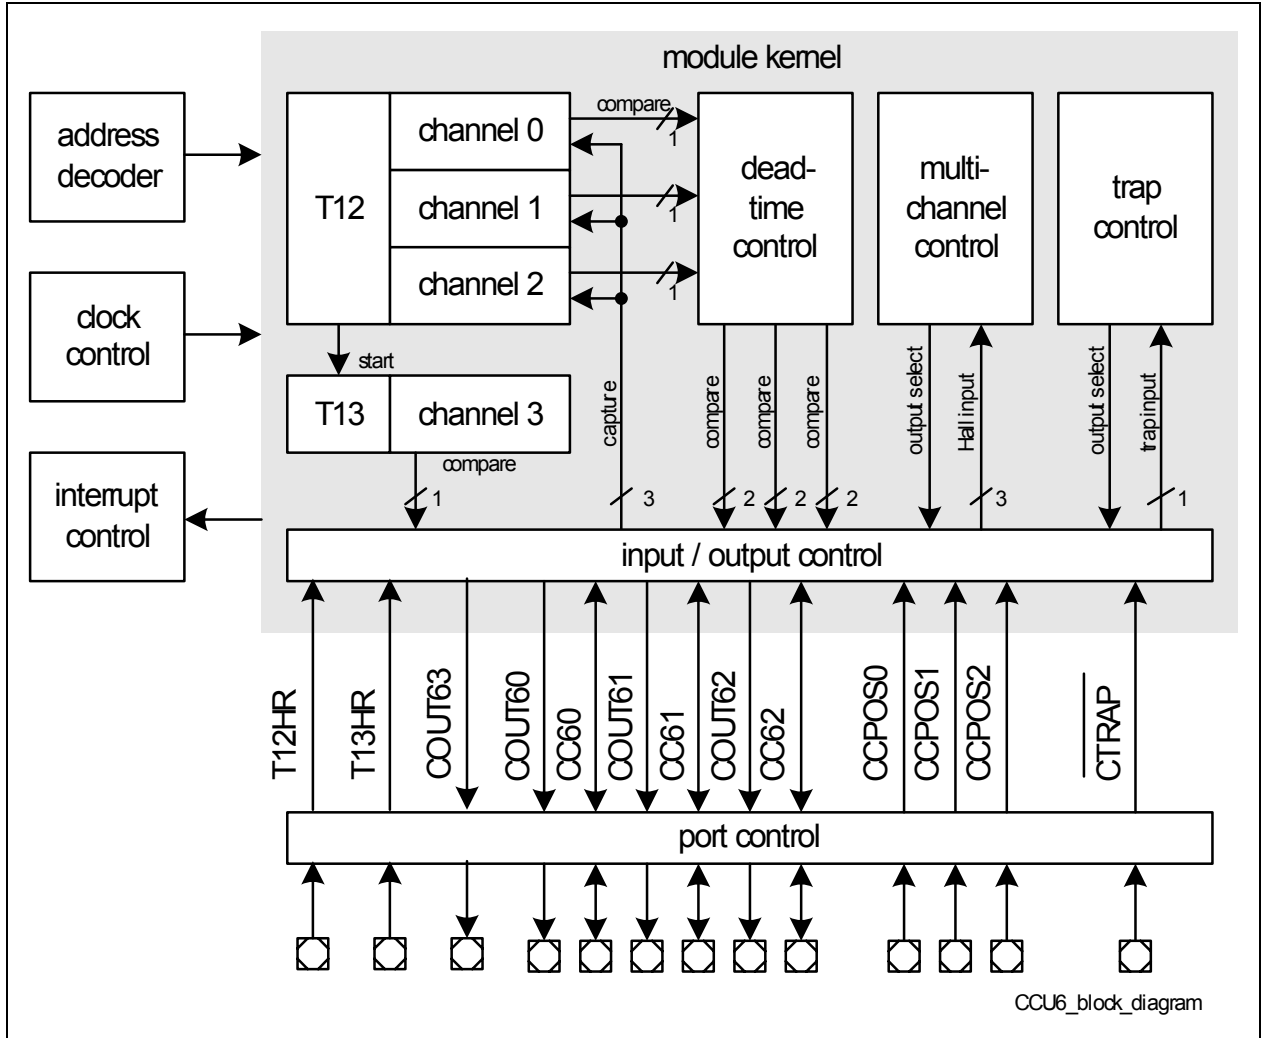 module kernel
address
decoder
clock
control
interrupt
control
T12
channel 0
channel 1
channel 2
compare
1
1
1
dead-
time
control
multi-
channel
control
trap
control
start
T13
channel 3
compare
1
capture
3
compare
2
compare
2
compare
2
output select
Hall input
3
output select
trap input
1
input / output control
T12HR
T13HR
COUT63
COUT60
CC60
COUT61
CC61
COUT62
CC62
CCPOS0
CCPOS1
CCPOS2
CTRAP
port control
CCU6_block_diagram